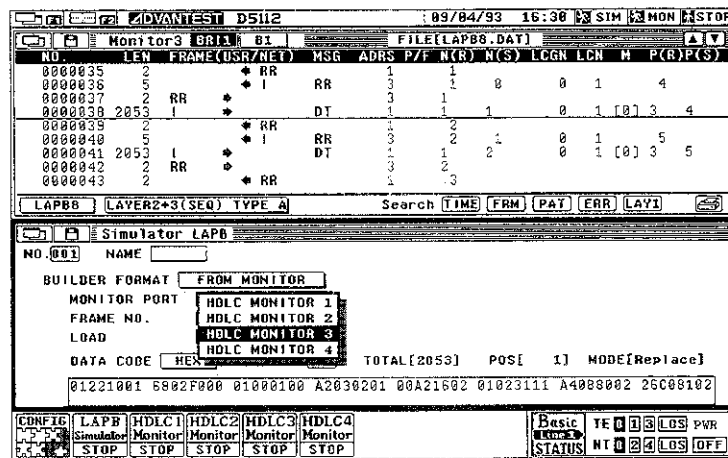 F1 F2 ADVANTEST D5112 09/04/93 16:30 SIM MON STOP
Monitor3 BRI1 B1 FILE[LAPB8.DAT]
NO. LEN FRAME(USR/NET) MSG ADRS P/F N(R) N(S) LCGN LCN M P(R)P(S)
0000035 2 ← RR 1 1
0000036 5 ← I RR 3 1 0 0 1 4
0000037 2 RR → 3 1
0000038 2053 I → DT 1 1 1 0 1 [0] 3 4
0000039 2 ← RR 1 2
0000040 5 ← I RR 3 2 1 0 1 5
0000041 2053 I → DT 1 1 2 0 1 [0] 3 5
0000042 2 RR → 3 2
0000043 2 ← RR 1 3
LAPB8 LAYER2+3(SEQ) TYPE A Search TIME FRM PAT ERR LAY1
Simulator LAPB
NO.001 NAME
BUILDER FORMAT FROM MONITOR
MONITOR PORT HDLC MONITOR 1
FRAME NO. HDLC MONITOR 2
LOAD HDLC MONITOR 3
HDLC MONITOR 4
DATA CODE HEX TOTAL[2053] POS[ 1] MODE[Replace]
01221001 6802F000 01000100 A2030201 00A21602 01023111 A4088002 26C08102
CONFIG LAPB HDLC1 HDLC2 HDLC3 HDLC4 Basic TE 0 1 3 LOS PWR
Simulator Monitor Monitor Monitor Monitor Line1
STOP STOP STOP STOP STOP STATUS NT 0 2 4 LOS OFF